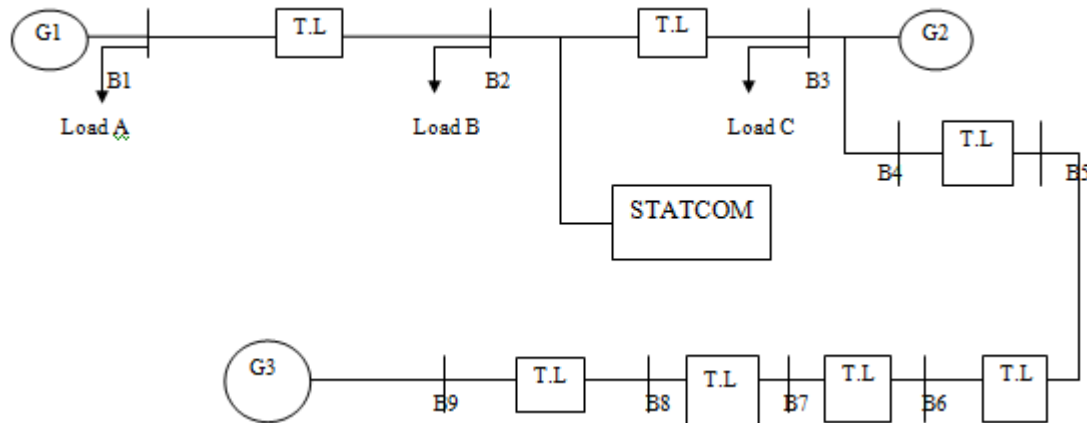 G1
T.L
T.L
G2
B1
B2
B3
Load A
Load B
Load C
T.L
B4
B5
STATCOM
G3
T.L
T.L
T.L
T.L
B9
B8
B7
B6